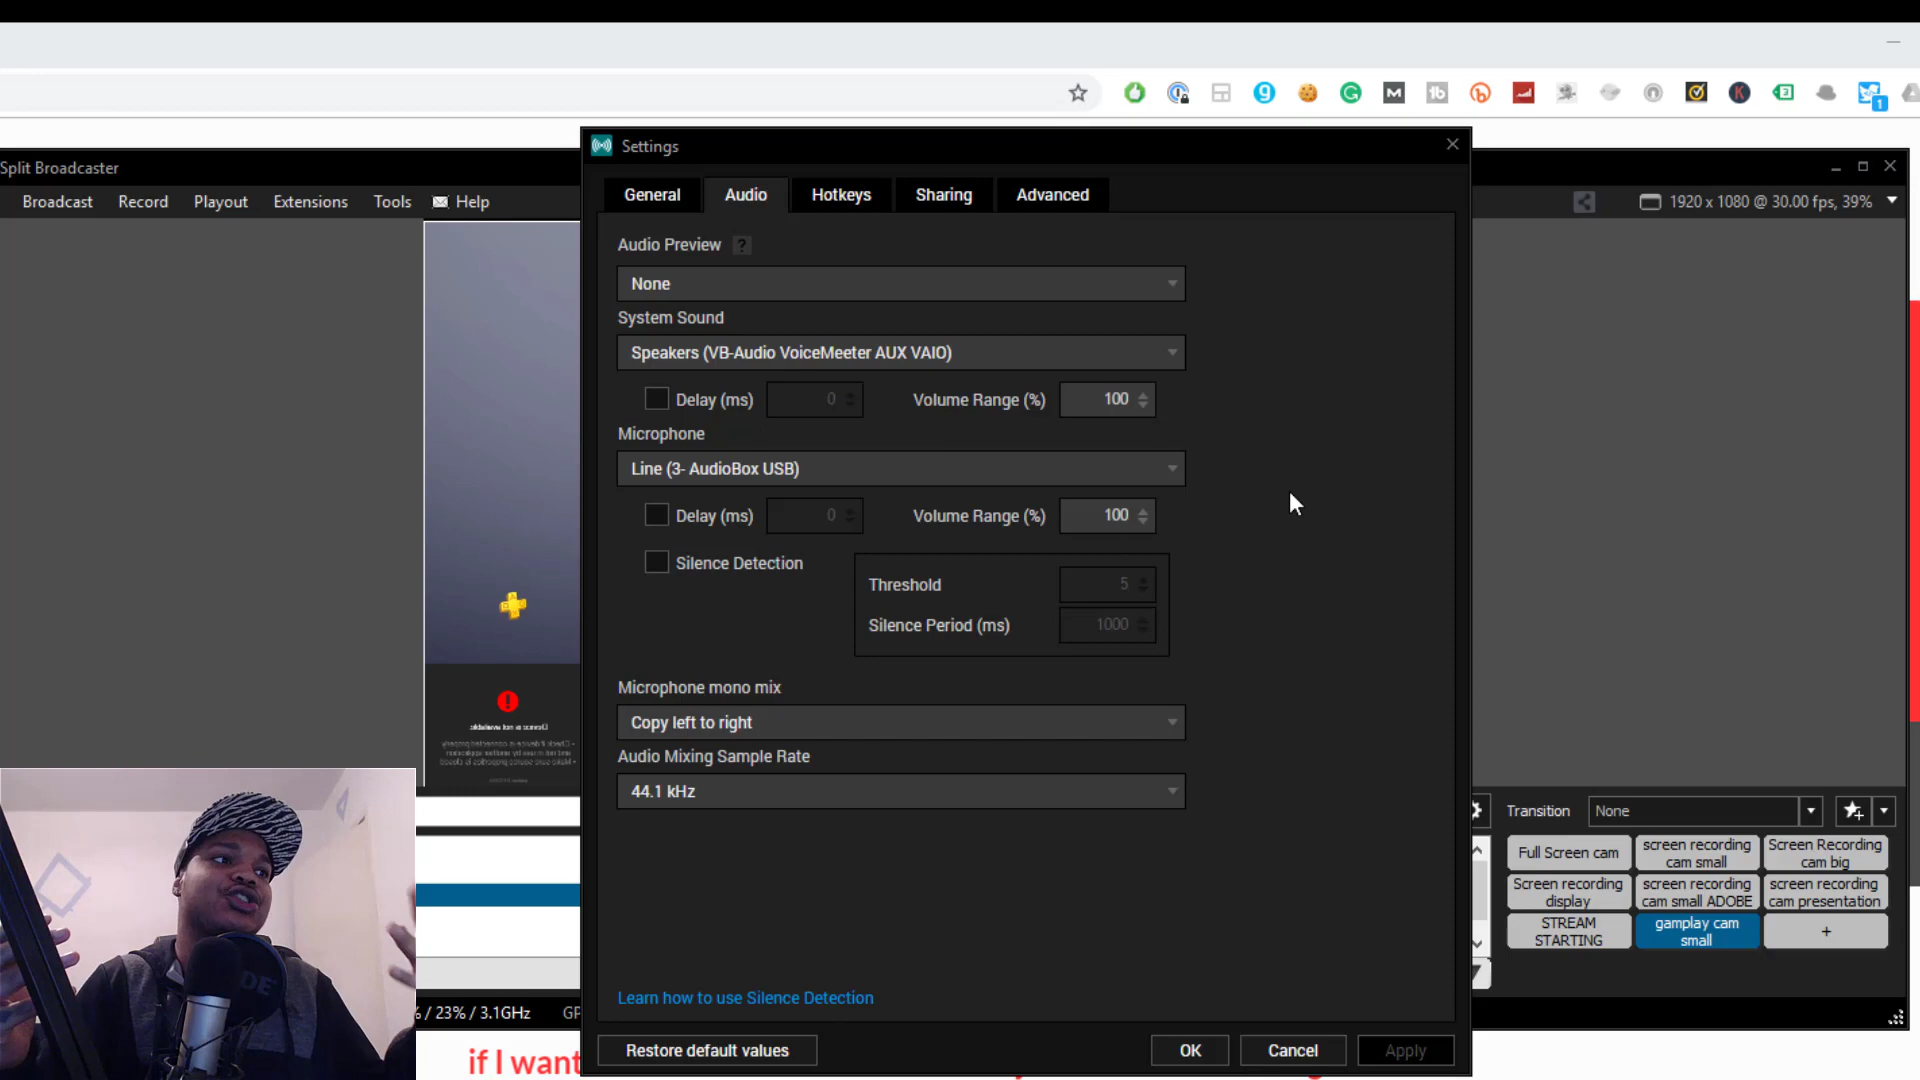 Split Broadcaster
Broadcast Record Playout Extensions Tools Help
1920 x 1080 @ 30.00 fps, 39%
Settings
General Audio Hotkeys Sharing Advanced
Audio Preview ?
None
System Sound
Speakers (VB-Audio VoiceMeeter AUX VAIO)
Delay (ms) 0 Volume Range (%) 100
Microphone
Line (3- AudioBox USB)
Delay (ms) 0 Volume Range (%) 100
Silence Detection
Threshold 5
Silence Period (ms) 1000
Microphone mono mix
Copy left to right
Audio Mixing Sample Rate
44.1 kHz
Learn how to use Silence Detection
Restore default values OK Cancel Apply
Transition None
Full Screen cam
screen recording
cam small
Screen Recording
cam big
Screen recording
display
screen recording
cam small ADOBE
screen recording
cam presentation
STREAM
STARTING
gamplay cam
small
+
/ 23% / 3.1GHz
if I want